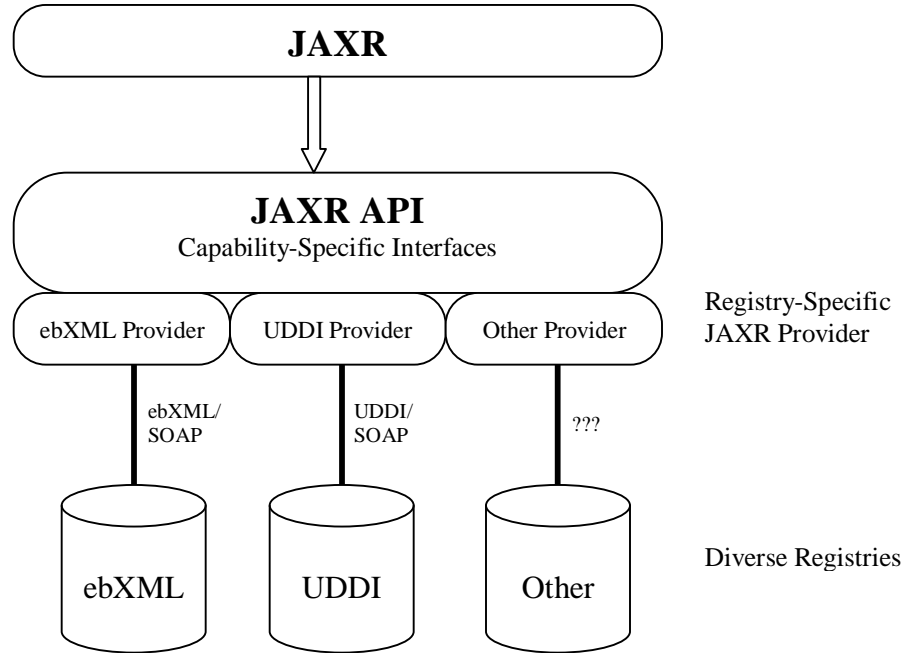 JAXR
JAXR API
Capability-Specific Interfaces
Registry-Specific
JAXR Provider
ebXML Provider
UDDI Provider
Other Provider
ebXML/
SOAP
UDDI/
SOAP
???
ebXML
UDDI
Other
Diverse Registries